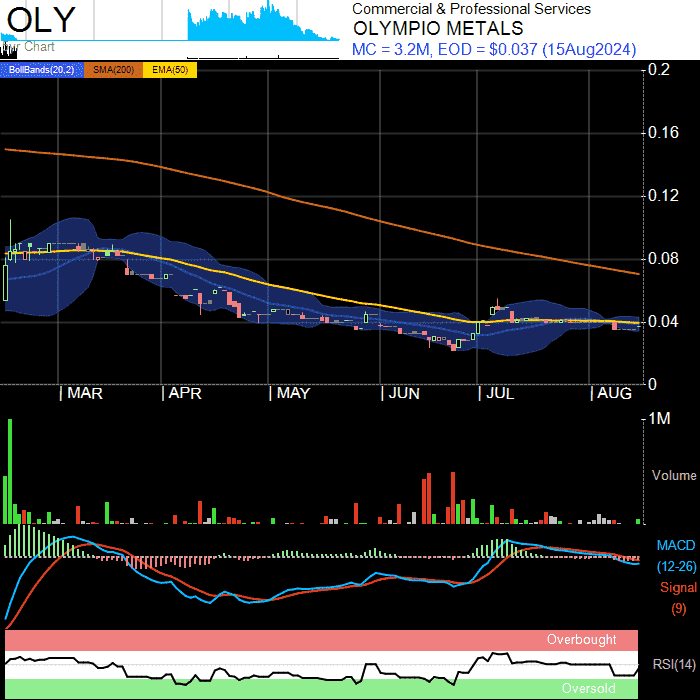 OLY
Commercial & Professional Services
OLYMPIO METALS
MC = 3.2M, EOD = $0.037 (15Aug2024)
Chart
BollBands(20,2) SMA(200) EMA(50)
0.2
0.16
0.12
0.08
0.04
0
MAR APR MAY JUN JUL AUG
1M
Volume
MACD
(12-26)
Signal
(9)
Overbought
RSI(14)
Oversold